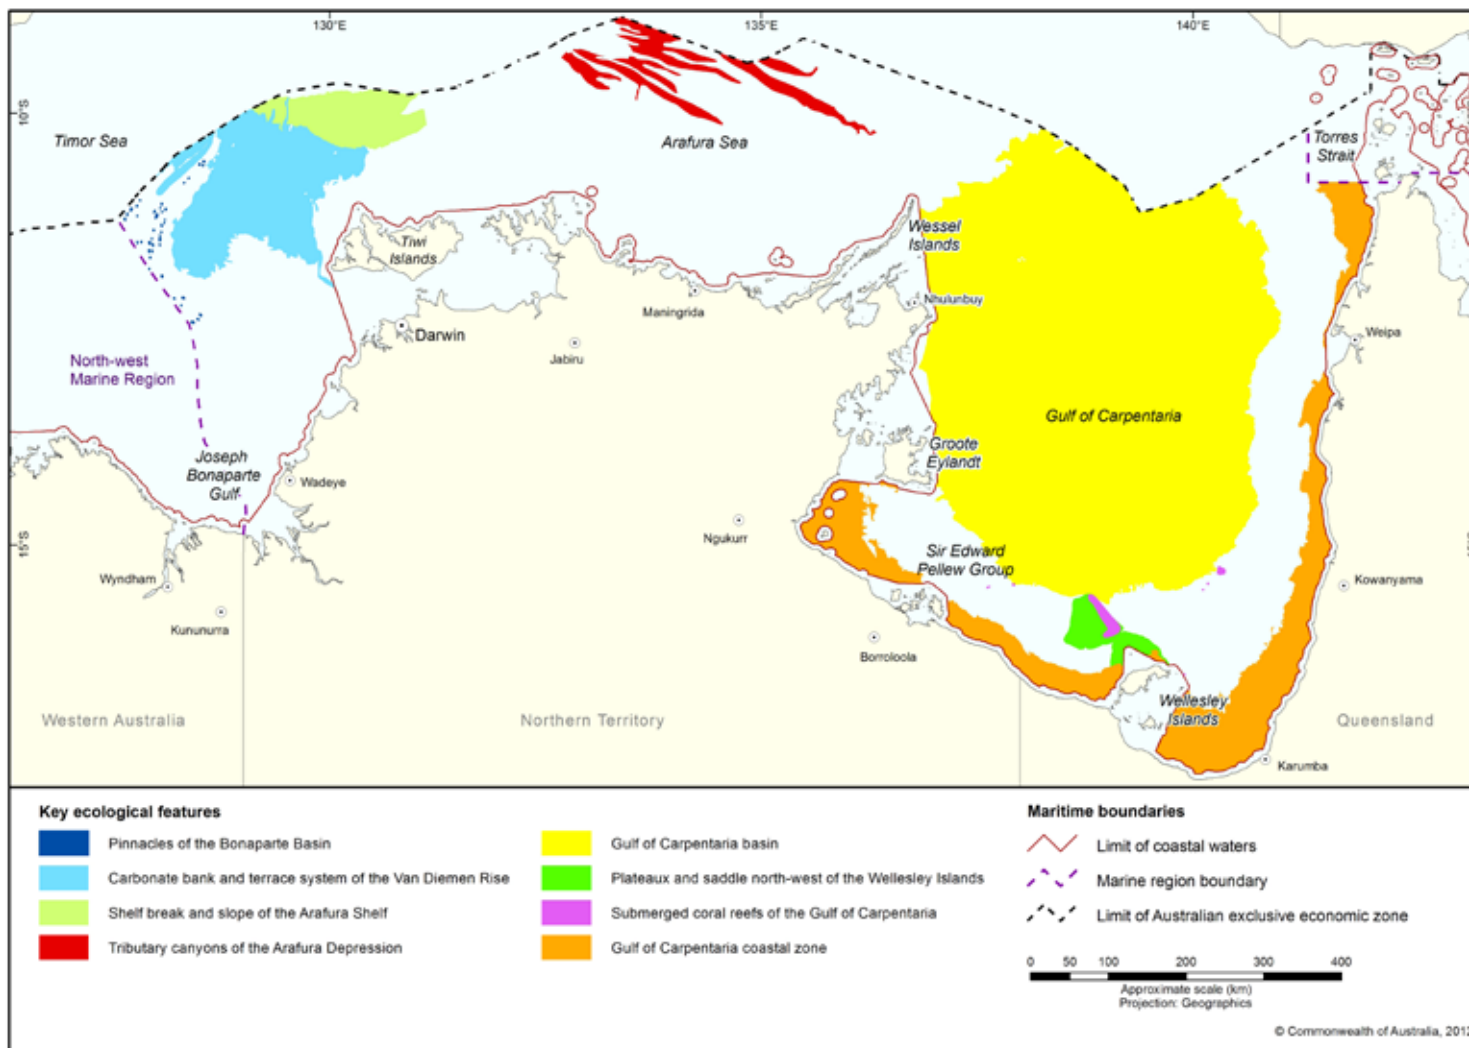 130°E
135°E
140°E
10°S
Timor Sea
Arafura Sea
Torres
Strait
Wessel
Islands
Tiwi
Islands
Nhulunbuy
Maningrida
Darwin
Weipa
Jabiru
North-west
Marine Region
Gulf of Carpentaria
Groote
Eylandt
Joseph
Bonaparte
Gulf
Wadeye
Ngukurr
15°S
Sir Edward
Pellew Group
Wyndham
Kowanyama
Kununurra
Borroloola
Wellesley
Islands
Western Australia
Northern Territory
Queensland
Karumba
Key ecological features
Pinnacles of the Bonaparte Basin
Carbonate bank and terrace system of the Van Diemen Rise
Shelf break and slope of the Arafura Shelf
Tributary canyons of the Arafura Depression
Gulf of Carpentaria basin
Plateaux and saddle north-west of the Wellesley Islands
Submerged coral reefs of the Gulf of Carpentaria
Gulf of Carpentaria coastal zone
Maritime boundaries
Limit of coastal waters
Marine region boundary
Limit of Australian exclusive economic zone
0 50 100 200 300 400
Approximate scale (km)
Projection: Geographics
© Commonwealth of Australia, 2012